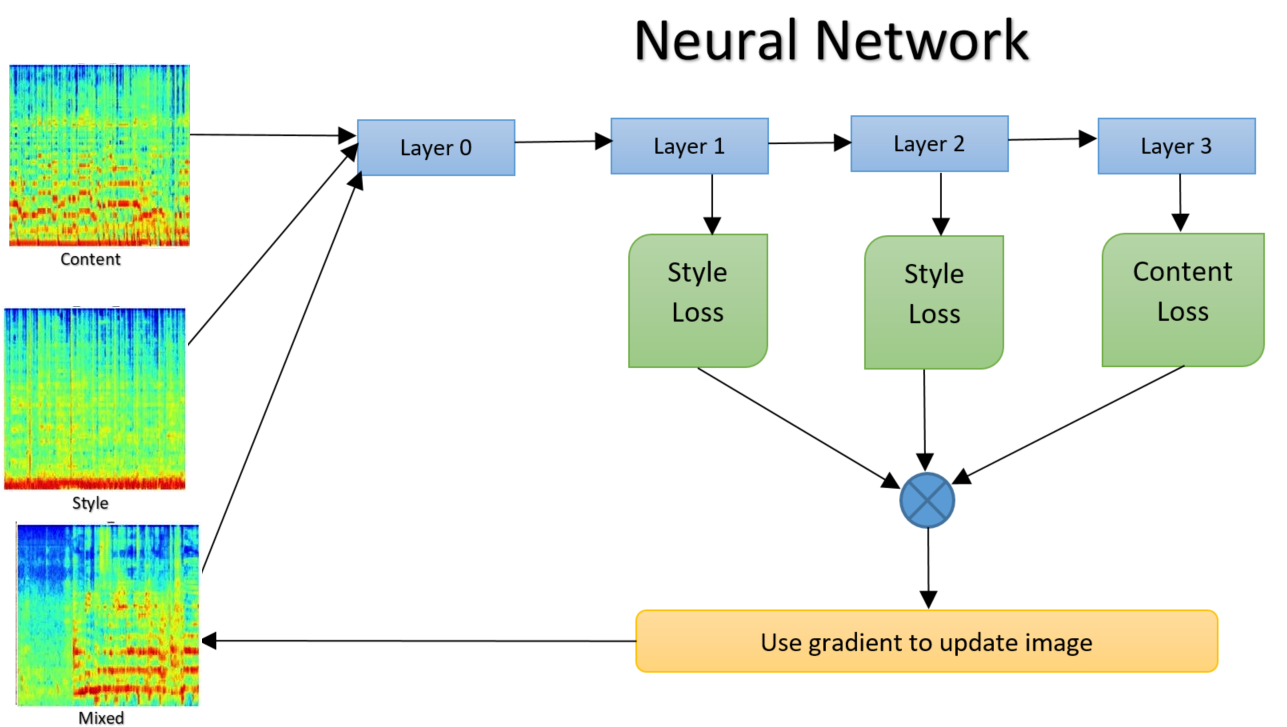 Neural Network
Layer 0
Layer 1
Layer 2
Layer 3
Content
Style
Loss
Style
Loss
Content
Loss
Style
Mixed
Use gradient to update image